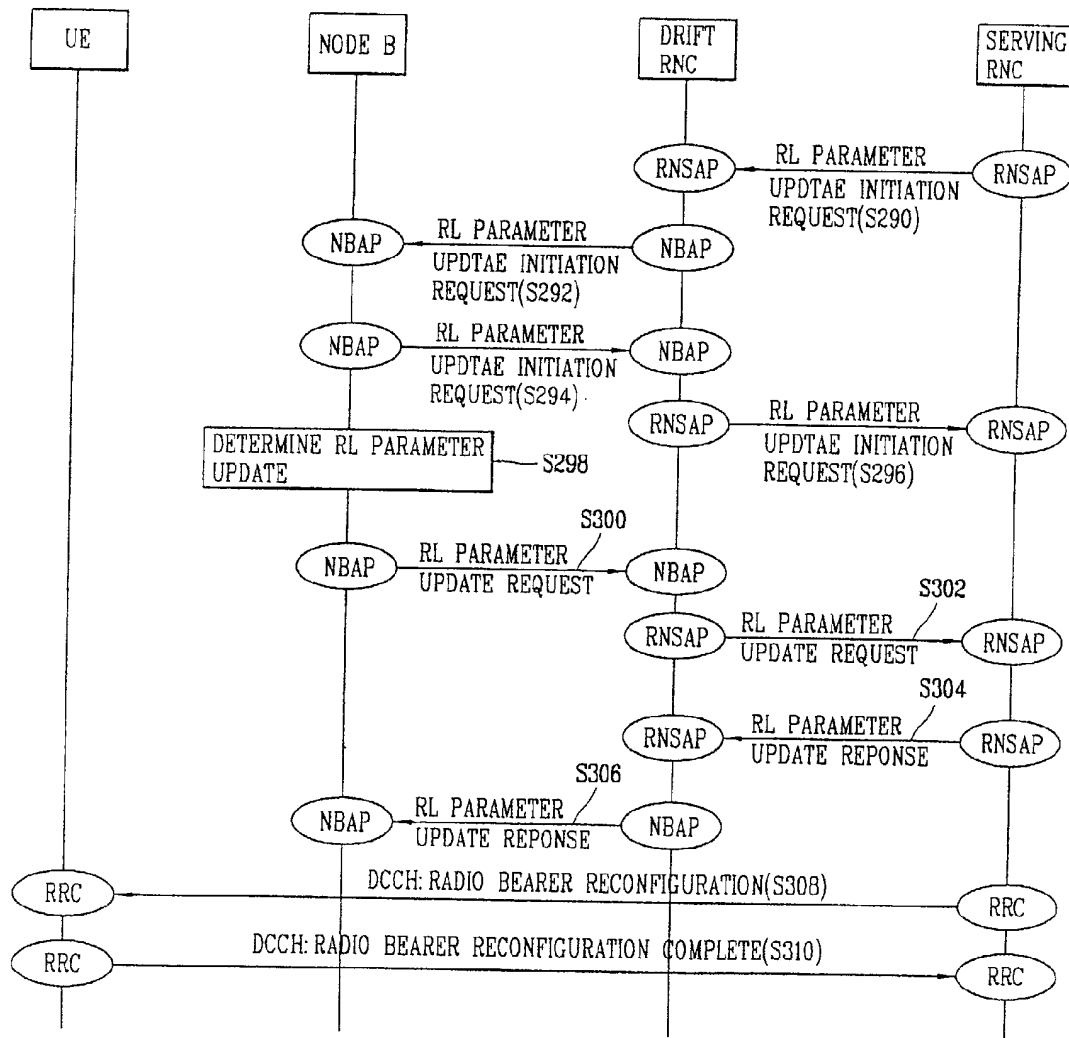 UE
NODE B
DRIFT
RNC
SERVING
RNC
RNSAP
RL PARAMETER
UPDTAE INITIATION
REQUEST(S290)
RNSAP
NBAP
RL PARAMETER
UPDTAE INITIATION
REQUEST(S292)
NBAP
NBAP
RL PARAMETER
UPDTAE INITIATION
REQUEST(S294)
NBAP
RNSAP
RL PARAMETER
UPDTAE INITIATION
REQUEST(S296)
RNSAP
DETERMINE RL PARAMETER
UPDATE
S298
S300
NBAP
RL PARAMETER
UPDATE REQUEST
NBAP
S302
RNSAP
RL PARAMETER
UPDATE REQUEST
RNSAP
S304
RNSAP
RL PARAMETER
UPDATE REPONSE
RNSAP
S306
NBAP
RL PARAMETER
UPDATE REPONSE
NBAP
RRC
DCCH:RADIO BEARER RECONFIGURATION(S308)
RRC
RRC
DCCH:RADIO BEARER RECONFIGURATION COMPLETE(S310)
RRC